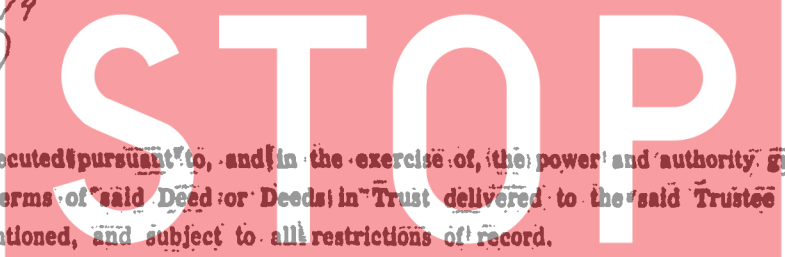 STOP
ecuted pursuant to, and in the exercise of, the power and authority
erms of said Deed or Deeds in Trust delivered to the said Trustee
ntioned, and subject to all restrictions of record.